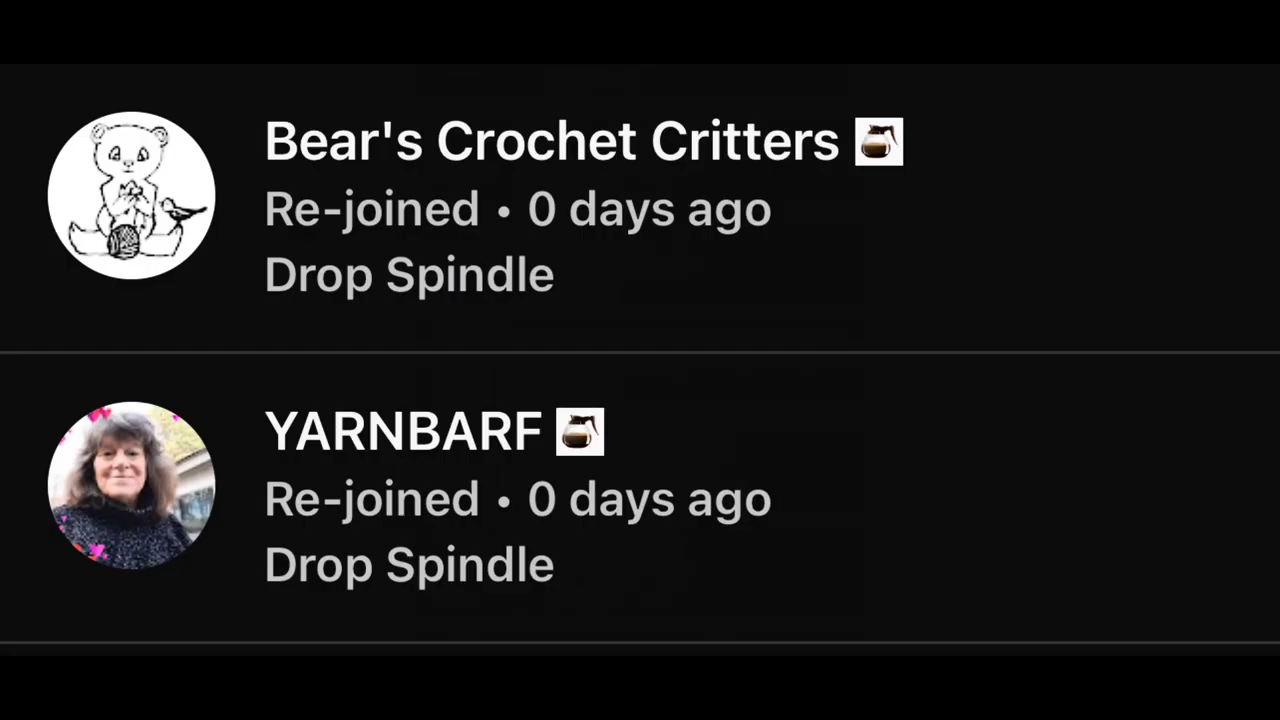 Bear's Crochet Critters
Re-joined • 0 days ago
Drop Spindle
YARNBARF
Re-joined • 0 days ago
Drop Spindle